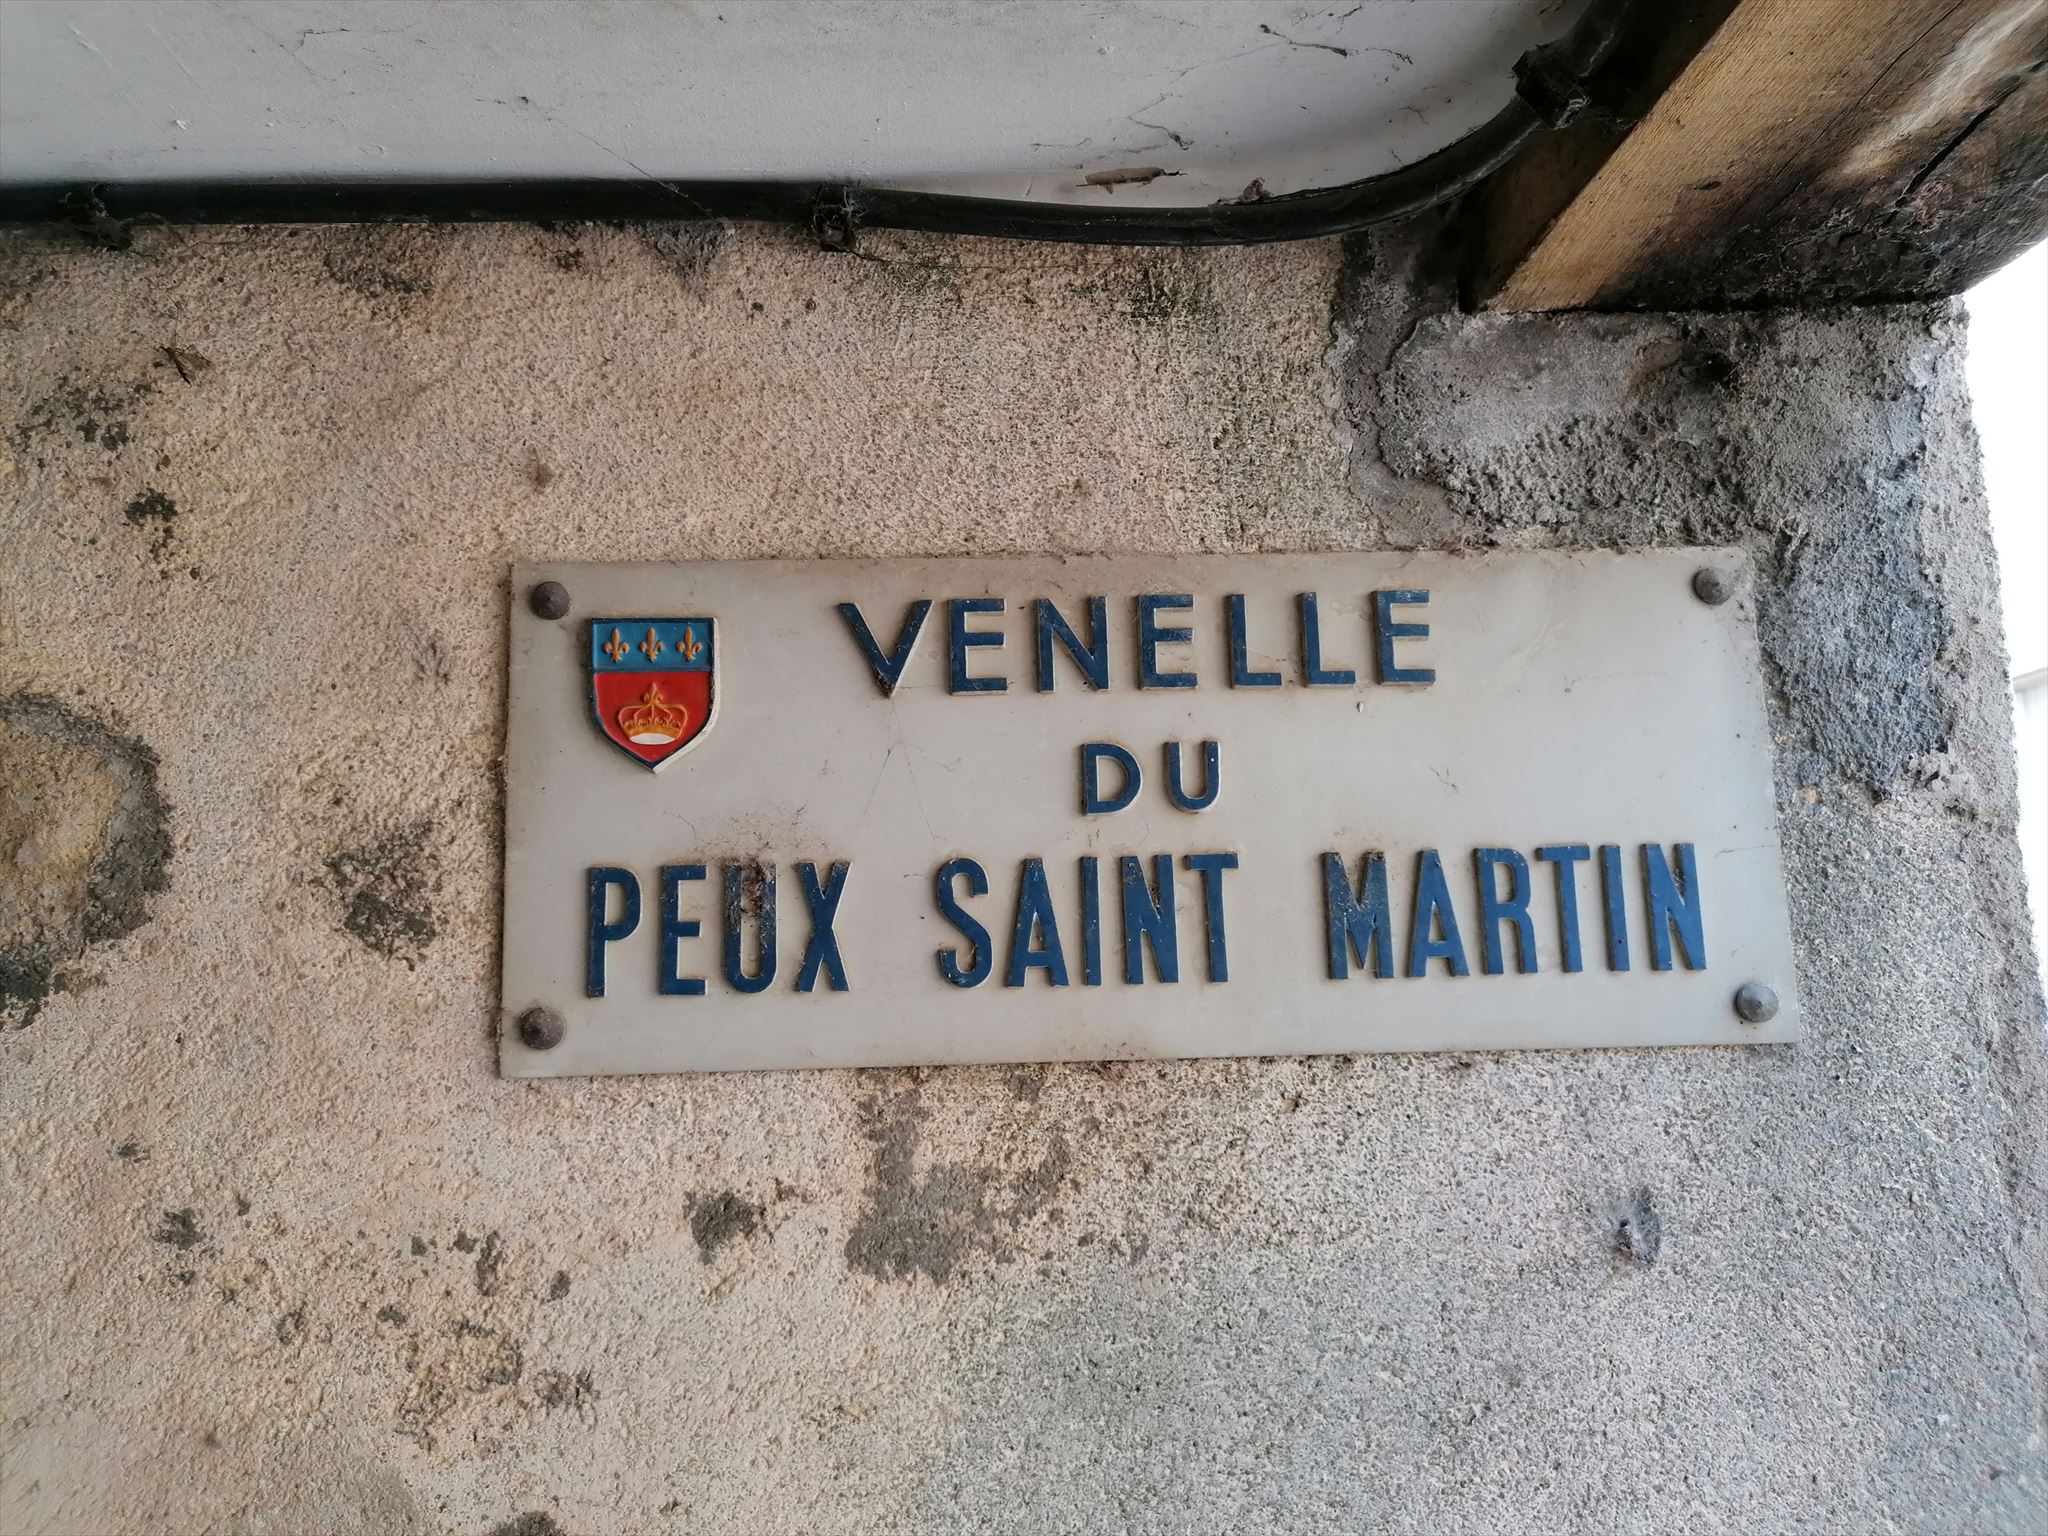 VENELLE
DU
PEUX SAINT MARTIN